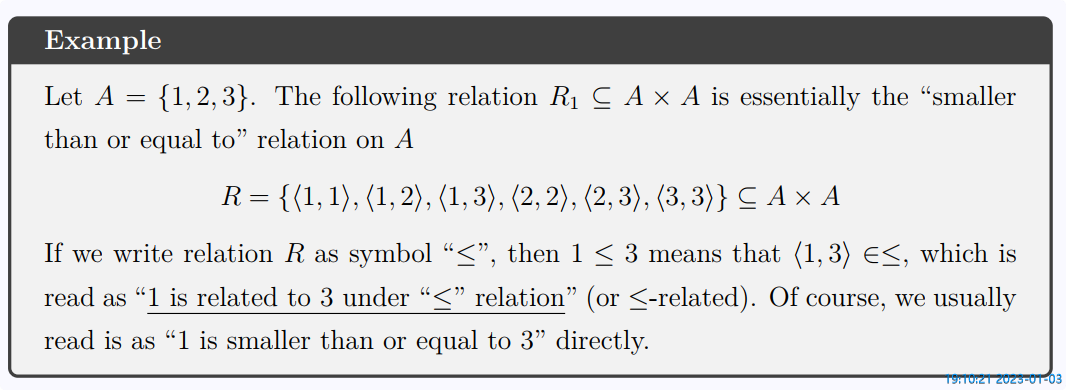 Example
Let A = {1, 2, 3}. The following relation R₁ ⊆ A × A is essentially the “smaller
than or equal to” relation on A
R = {⟨1, 1⟩, ⟨1, 2⟩, ⟨1, 3⟩, ⟨2, 2⟩, ⟨2, 3⟩, ⟨3, 3⟩} ⊆ A × A
If we write relation R as symbol “≤”, then 1 ≤ 3 means that ⟨1, 3⟩ ∈≤, which is
read as “1 is related to 3 under “≤” relation” (or ≤-related). Of course, we usually
read is as “1 is smaller than or equal to 3” directly.
19:10:21 2023-01-03